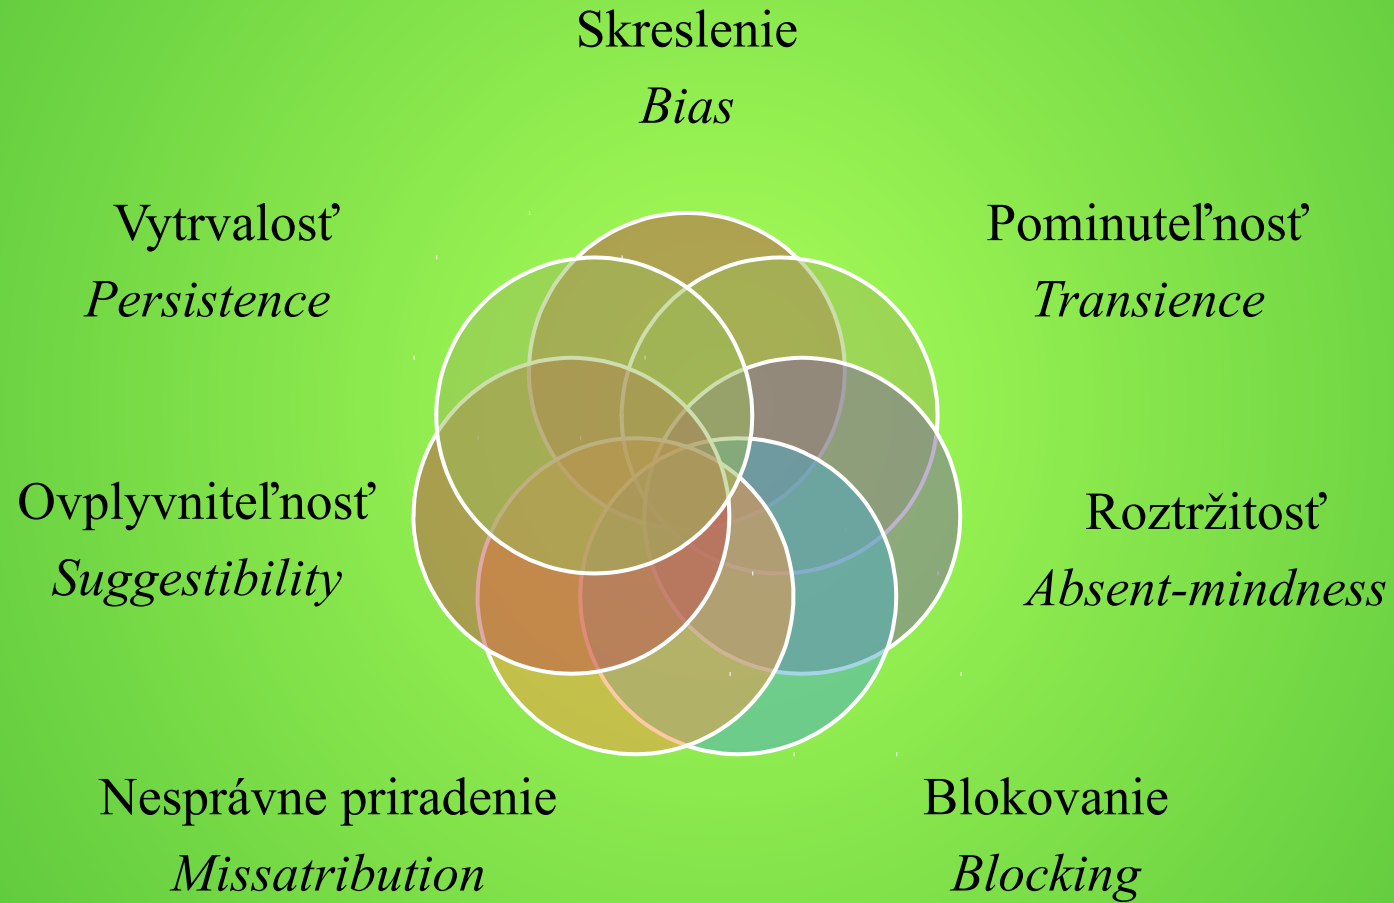 Skreslenie
Bias
Vytrvalosť
Persistence
Pominuteľnosť
Transience
Ovplyvniteľnosť
Suggestibility
Roztržitosť
Absent-mindness
Nesprávne priradenie
Missatribution
Blokovanie
Blocking